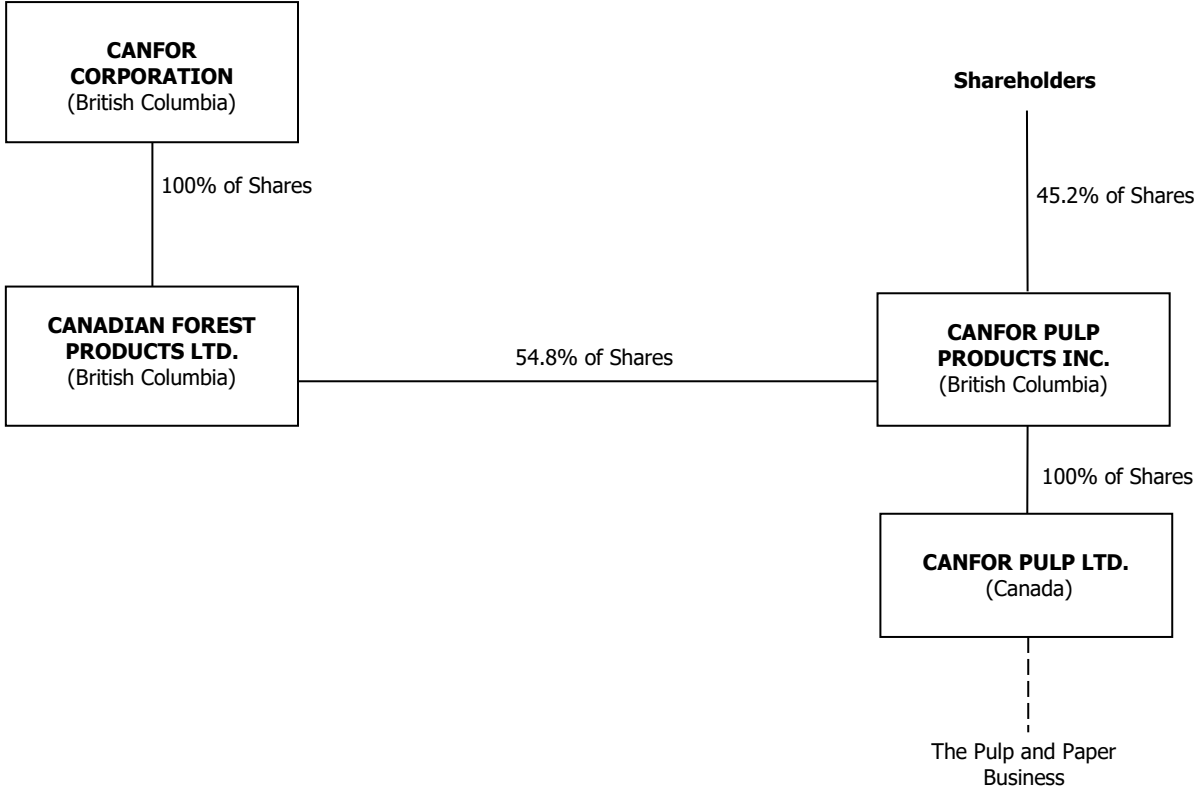 CANFOR
CORPORATION
(British Columbia)
Shareholders
100% of Shares
45.2% of Shares
CANADIAN FOREST
PRODUCTS LTD.
(British Columbia)
54.8% of Shares
CANFOR PULP
PRODUCTS INC.
(British Columbia)
100% of Shares
CANFOR PULP LTD.
(Canada)
The Pulp and Paper
Business